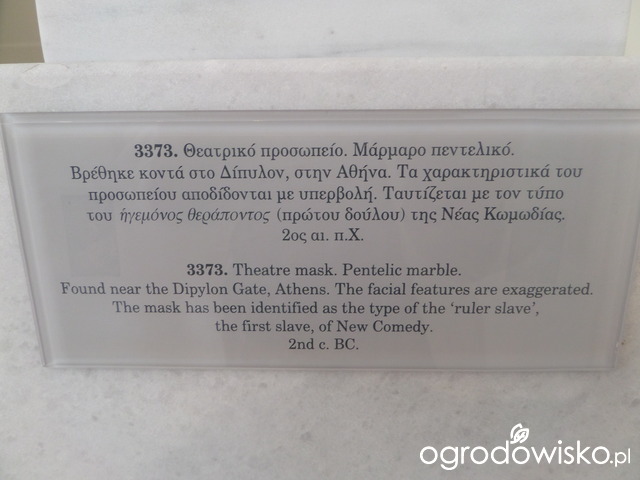 3373. Θεατρικό προσωπείο. Μάρμαρο πεντελικό.
Βρέθηκε κοντά στο Δίπυλον, στην Αθήνα. Τα χαρακτηριστικά του
προσωπείου αποδίδονται με υπερβολή. Ταυτίζεται με τον τύπο
του ἡγεμόνος θεράποντος (πρώτου δούλου) της Νέας Κωμωδίας.
2ος αι. π.Χ.
3373. Theatre mask. Pentelic marble.
Found near the Dipylon Gate, Athens. The facial features are exaggerated.
The mask has been identified as the type of the ‘ruler slave’,
the first slave, of New Comedy.
2nd c. BC.
ogrodowisko.pl